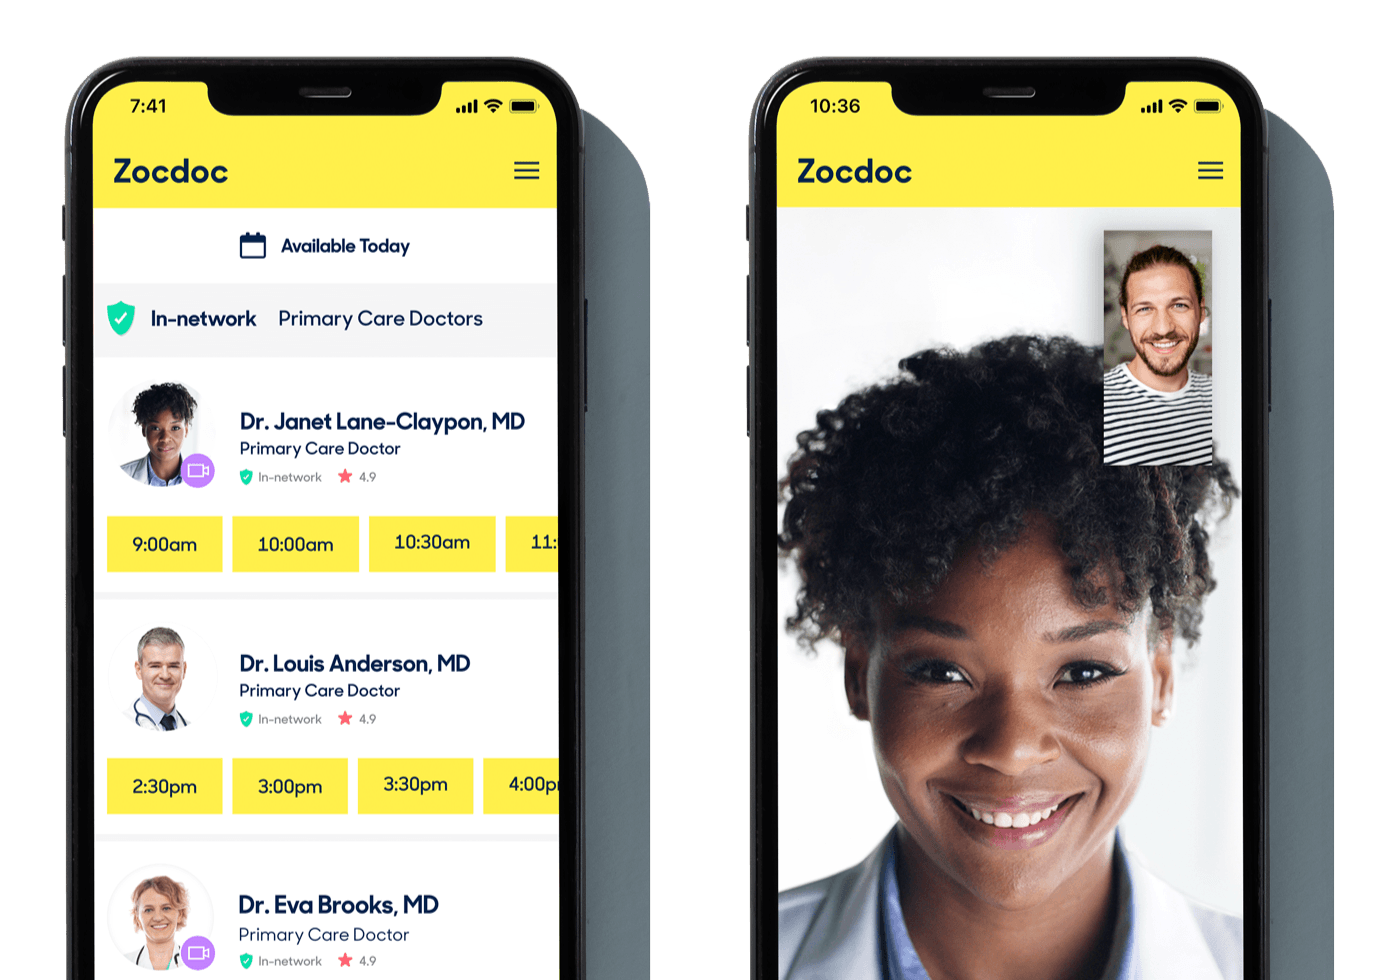 7:41
Zocdoc
Available Today
In-network Primary Care Doctors
Dr. Janet Lane-Claypon, MD
Primary Care Doctor
In-network 4.9
9:00am 10:00am 10:30am 11:
Dr. Louis Anderson, MD
Primary Care Doctor
In-network 4.9
2:30pm 3:00pm 3:30pm 4:00p
Dr. Eva Brooks, MD
Primary Care Doctor
In-network 4.9
10:36
Zocdoc